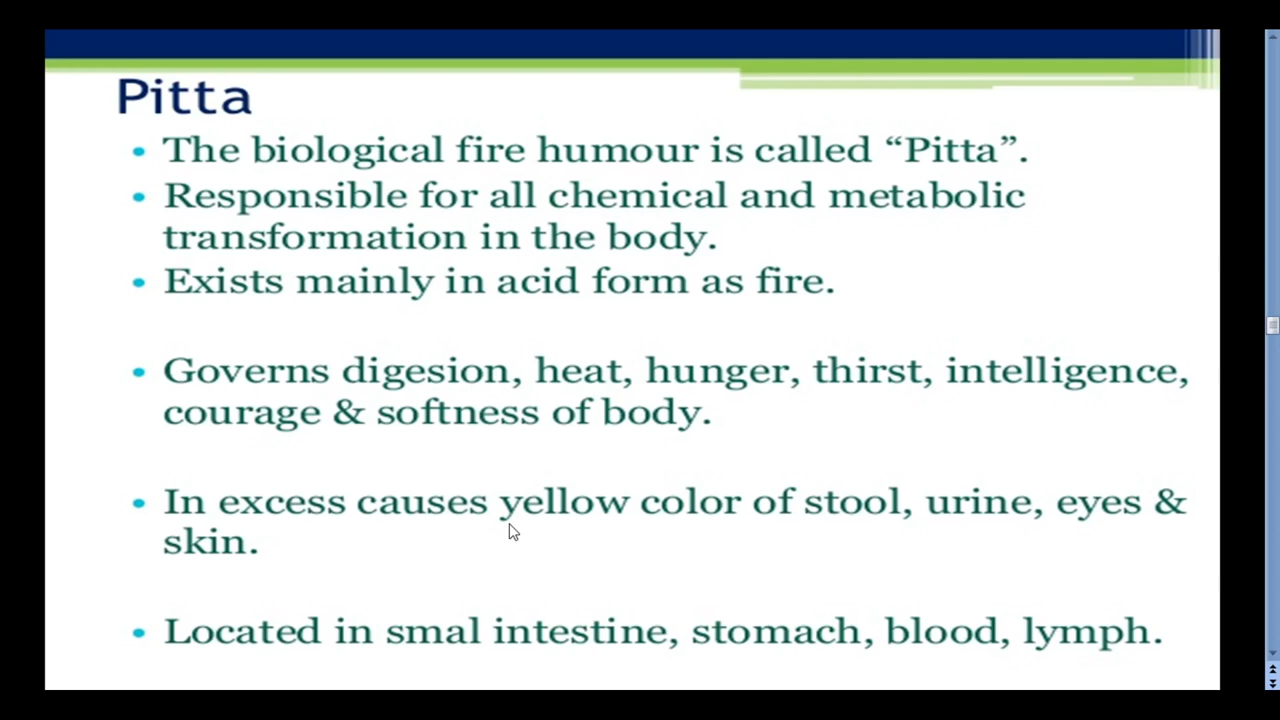 Pitta
• The biological fire humour is called “Pitta”.
• Responsible for all chemical and metabolic
transformation in the body.
• Exists mainly in acid form as fire.
• Governs digesion, heat, hunger, thirst, intelligence,
courage & softness of body.
• In excess causes yellow color of stool, urine, eyes &
skin.
• Located in smal intestine, stomach, blood, lymph.